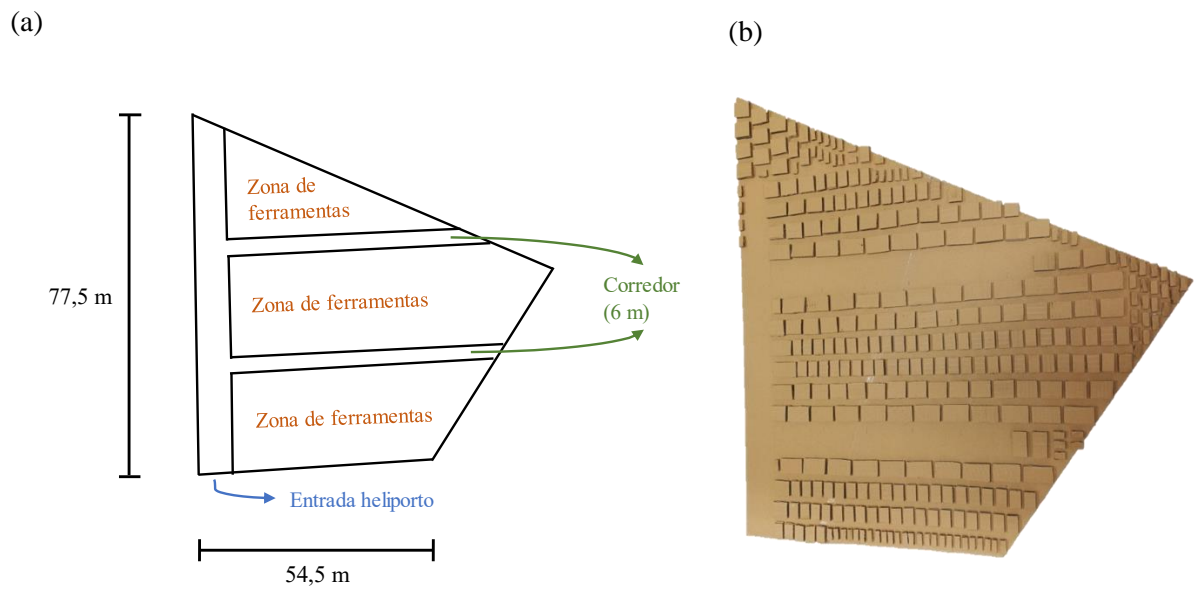 (a)
(b)
Zona de
ferramentas
77,5 m
Zona de ferramentas
Corredor
(6 m)
Zona de ferramentas
Entrada heliporto
54,5 m